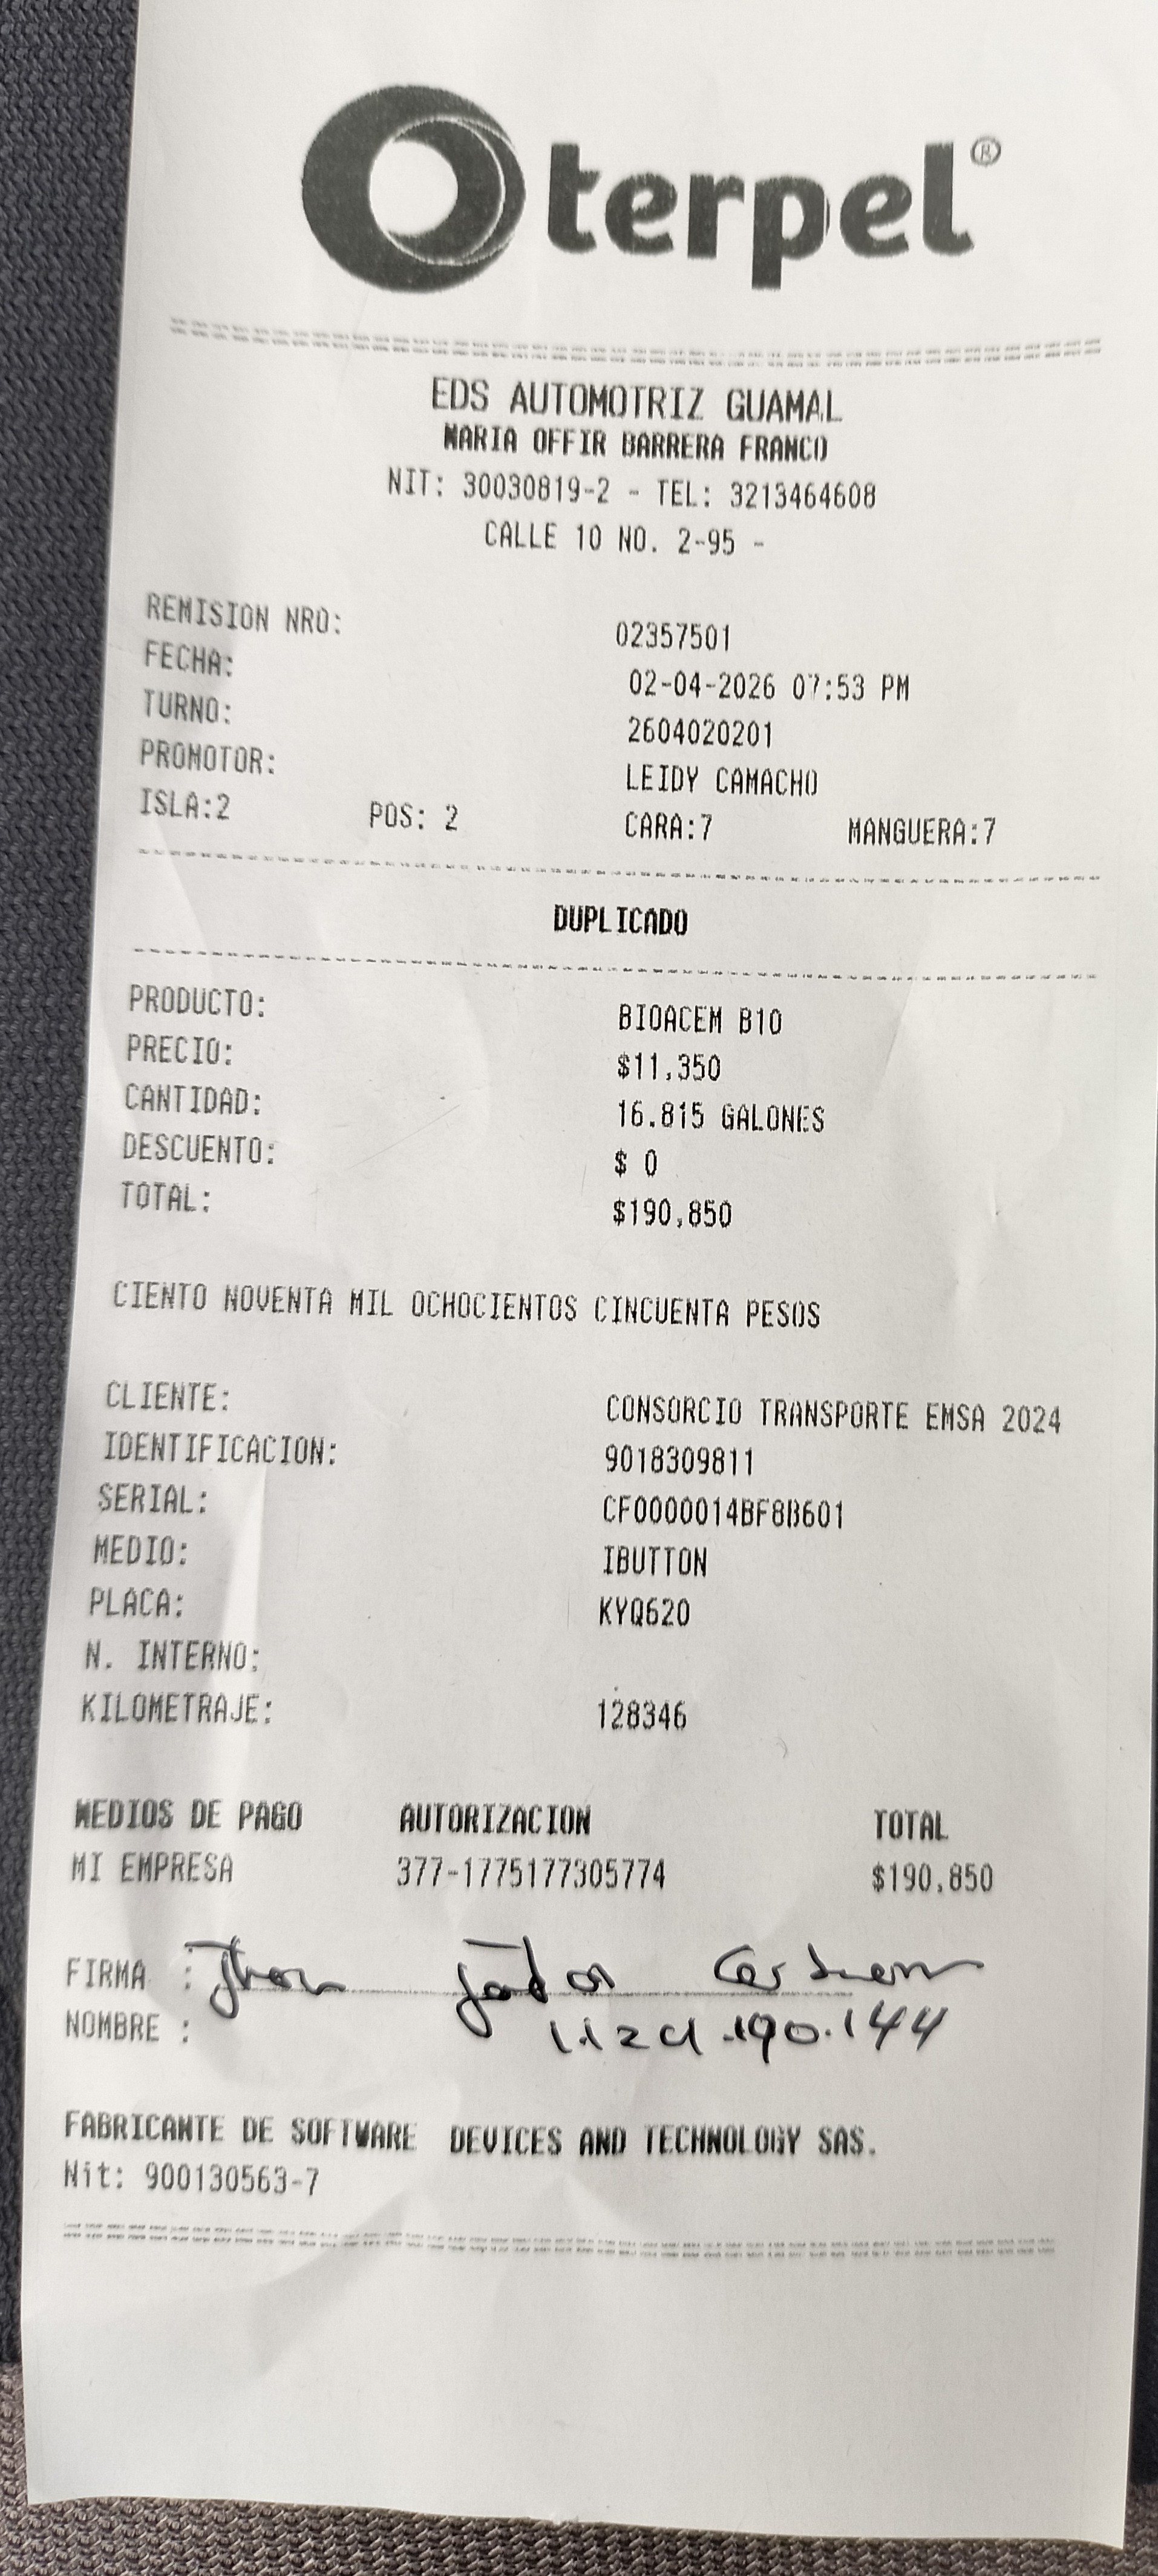 terpel®
EDS AUTOMOTRIZ GUAMAL
MARIA OFFIR BARRERA FRANCO
NIT: 30030819-2 - TEL: 3213464608
CALLE 10 NO. 2-95 -
REMISION NRO: 02357501
FECHA: 02-04-2026 07:53 PM
TURNO: 2604020201
PROMOTOR: LEIDY CAMACHO
ISLA:2 POS: 2 CARA:7 MANGUERA:7
DUPLICADO
PRODUCTO: BIOACEM B10
PRECIO: $11,350
CANTIDAD: 16.815 GALONES
DESCUENTO: $ 0
TOTAL: $190,850
CIENTO NOVENTA MIL OCHOCIENTOS CINCUENTA PESOS
CLIENTE: CONSORCIO TRANSPORTE EMSA 2024
IDENTIFICACION: 9018309811
SERIAL: CF0000014BF8B601
MEDIO: IBUTTON
PLACA: KYQ620
N. INTERNO:
KILOMETRAJE: 128346
MEDIOS DE PAGO AUTORIZACION TOTAL
MI EMPRESA 377-1775177305774 $190,850
FIRMA : Jhon
NOMBRE :
FABRICANTE DE SOFTWARE DEVICES AND TECHNOLOGY SAS.
Nit: 900130563-7